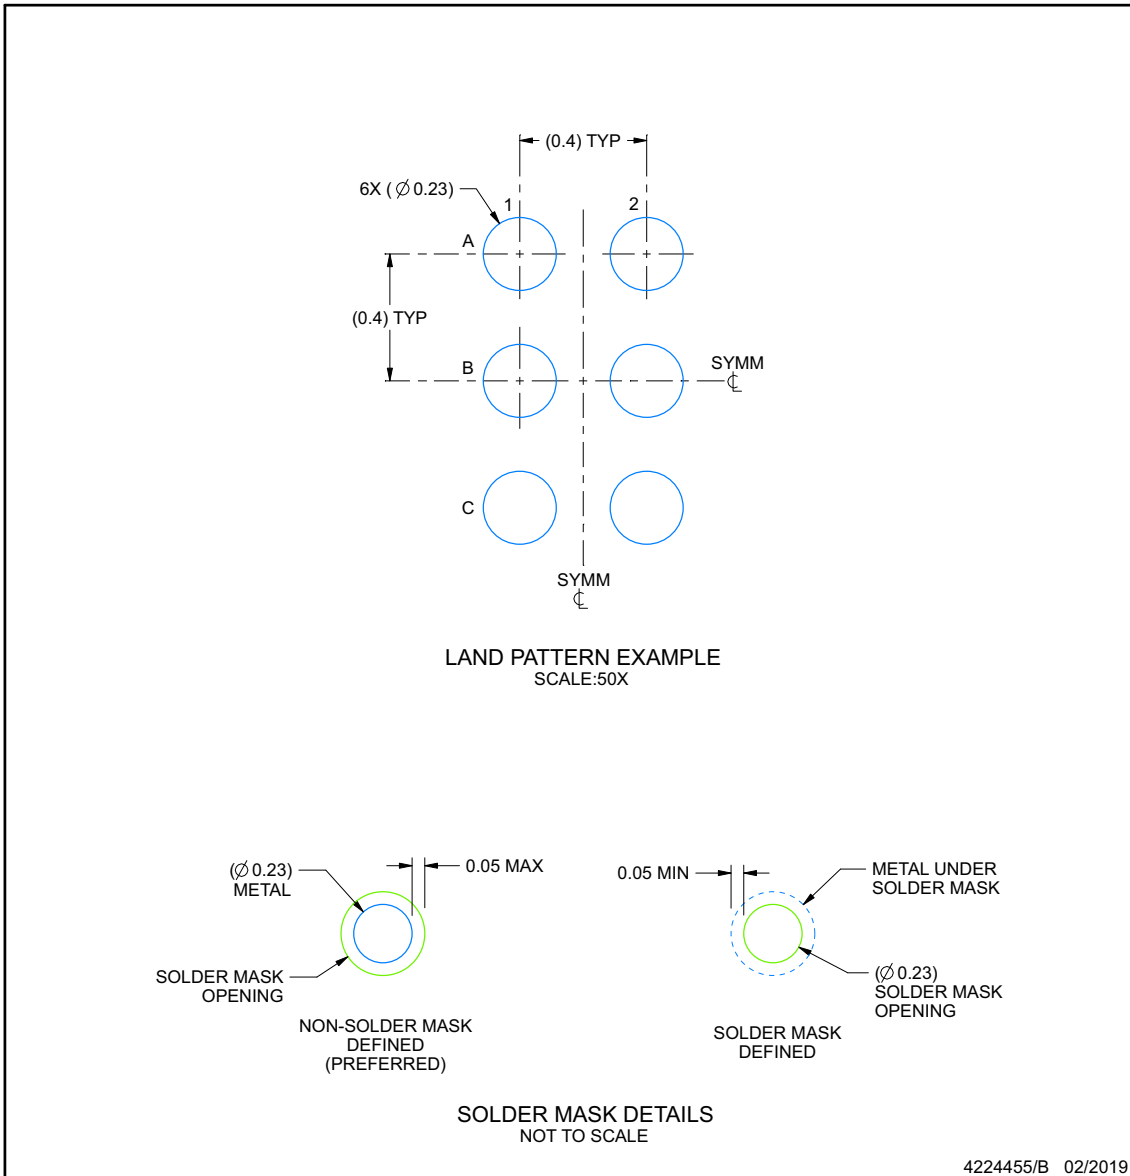 (0.4) TYP
6X ( ∅ 0.23)
1
2
A
(0.4) TYP
B
SYMM
℄
C
SYMM
℄
LAND PATTERN EXAMPLE
SCALE:50X
(∅ 0.23)
METAL
0.05 MAX
SOLDER MASK
OPENING
NON-SOLDER MASK
DEFINED
(PREFERRED)
0.05 MIN
METAL UNDER
SOLDER MASK
(∅ 0.23)
SOLDER MASK
OPENING
SOLDER MASK
DEFINED
SOLDER MASK DETAILS
NOT TO SCALE
4224455/B 02/2019